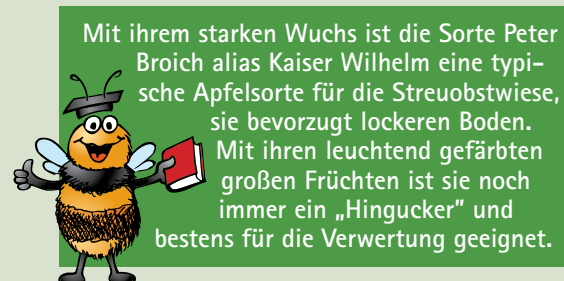 Mit ihrem starken Wuchs ist die Sorte Peter
Broich alias Kaiser Wilhelm eine typi-
sche Apfelsorte für die Streuobstwiese,
sie bevorzugt lockeren Boden.
Mit ihren leuchtend gefärbten
großen Früchten ist sie noch
immer ein „Hingucker" und
bestens für die Verwertung geeignet.